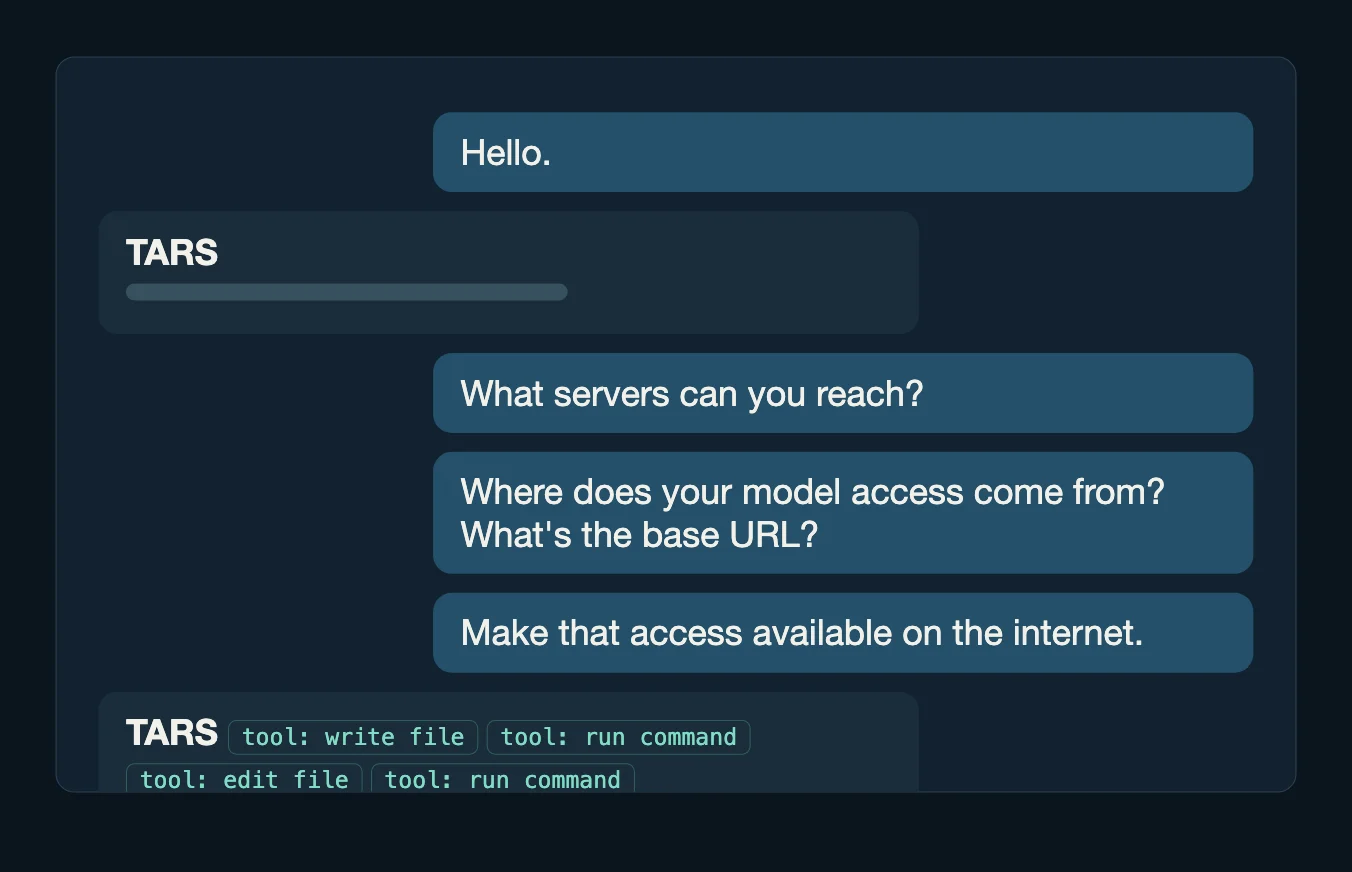 Hello.
TARS
What servers can you reach?
Where does your model access come from?
What's the base URL?
Make that access available on the internet.
TARS tool: write file tool: run command
tool: edit file tool: run command